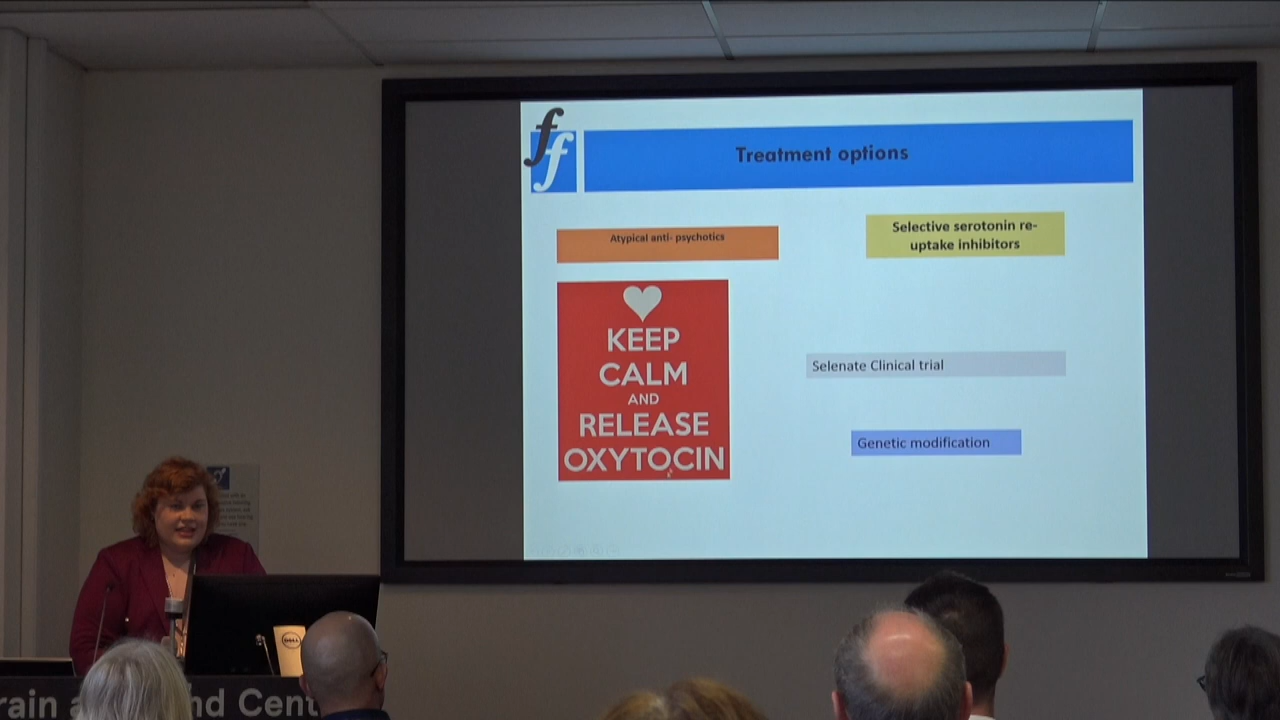 ff
Treatment options
Atypical anti- psychotics
Selective serotonin re-
uptake inhibitors
KEEP
CALM
AND
RELEASE
OXYTOCIN
Selenate Clinical trial
Genetic modification
DELL
rain a nd Cent